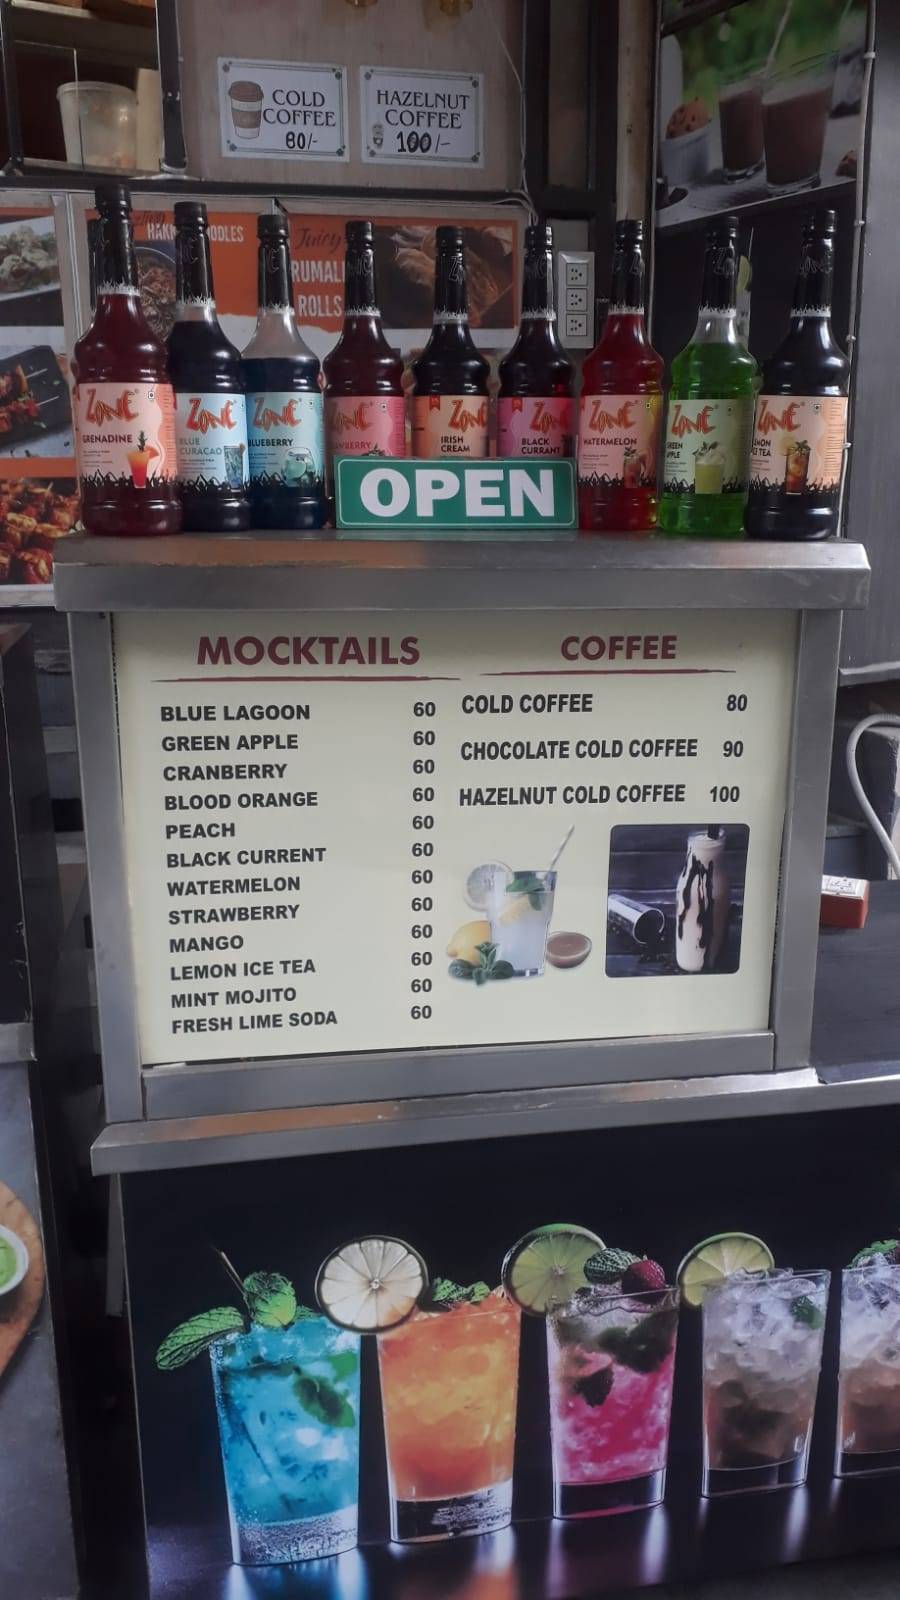 COLD
COFFEE
80/-
HAZELNUT
COFFEE
100/-
Juicy
RUMALI
ROLLS
ZONE
GRENADINE
ZONE
BLUE
CURACAO
ZONE
BLUEBERRY
ZONE
ZONE
IRISH
CREAM
ZONE
BLACK
CURRANT
ZONE
WATERMELON
ZONE
GREEN
APPLE
ZONE
LEMON
ICE TEA
OPEN
MOCKTAILS
BLUE LAGOON 60
GREEN APPLE 60
CRANBERRY 60
BLOOD ORANGE 60
PEACH 60
BLACK CURRENT 60
WATERMELON 60
STRAWBERRY 60
MANGO 60
LEMON ICE TEA 60
MINT MOJITO 60
FRESH LIME SODA 60
COFFEE
COLD COFFEE 80
CHOCOLATE COLD COFFEE 90
HAZELNUT COLD COFFEE 100